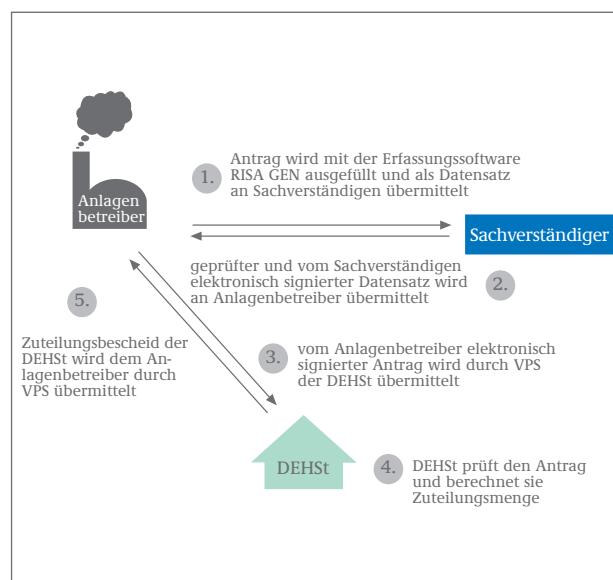 1.
Antrag wird mit der Erfassungssoftware
RISA GEN ausgefüllt und als Datensatz
an Sachverständigen übermittelt
Anlagen
betreiber
Sachverständiger
geprüfter und vom Sachverständigen
elektronisch signierter Datensatz wird
an Anlagenbetreiber übermittelt
2.
5.
Zuteilungsbescheid der
DEHSt wird dem An-
lagenbetreiber durch
VPS übermittelt
3.
vom Anlagenbetreiber elektronisch
signierter Antrag wird durch VPS
der DEHSt übermittelt
DEHSt
4.
DEHSt prüft den Antrag
und berechnet sie
Zuteilungsmenge